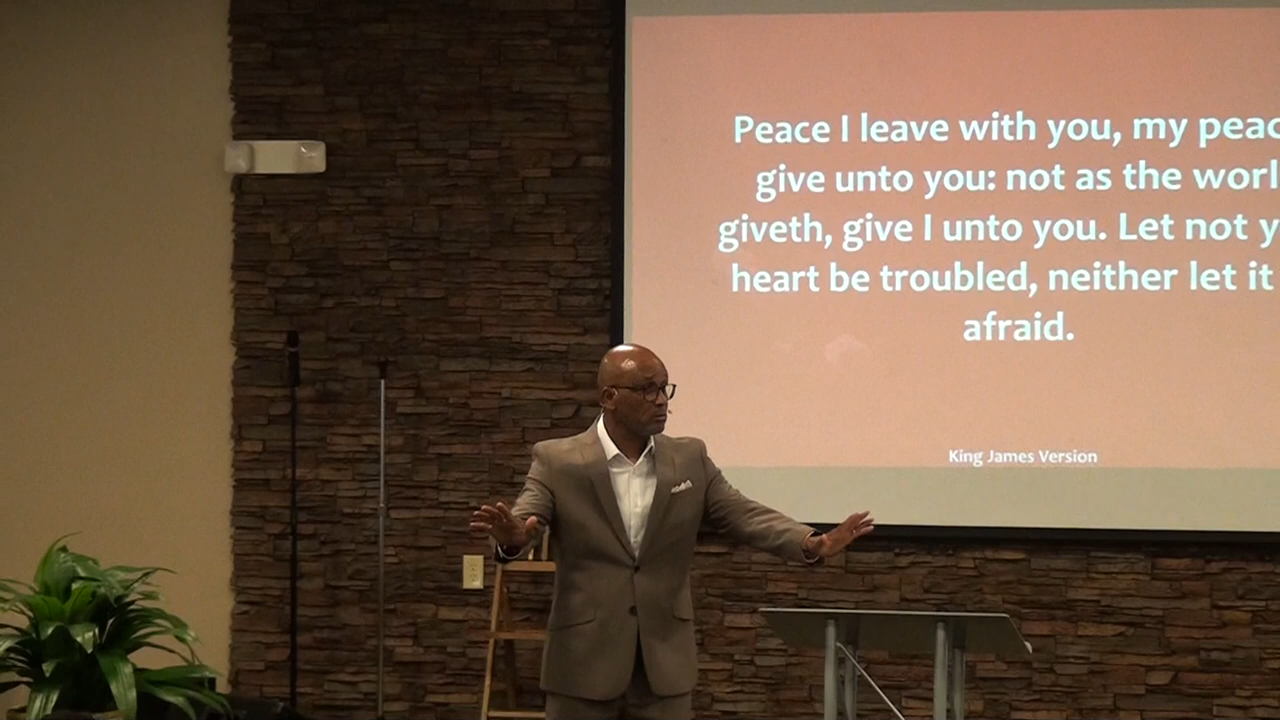 Peace I leave with you, my peac
give unto you: not as the worl
giveth, give I unto you. Let not y
heart be troubled, neither let it
afraid.
King James Version